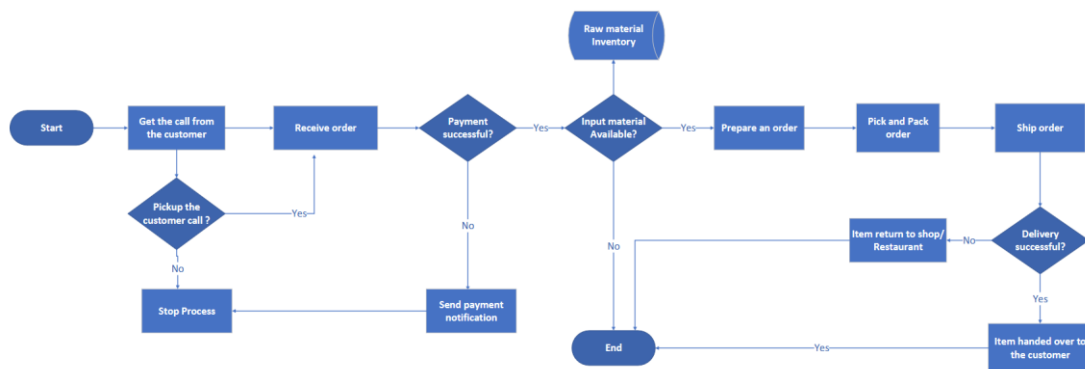 Raw material
Inventory
Start
Get the call from
the customer
Receive order
Payment
successful?
Yes
Input material
Available?
Yes
Prepare an order
Pick and Pack
order
Ship order
Pickup the
customer call ?
Yes
No
No
No
Item return to shop/
Restaurant
No
Delivery
successful?
Yes
Stop Process
Send payment
notification
End
Yes
Item handed over to
the customer